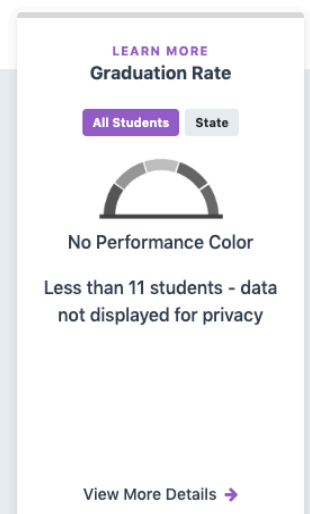 LEARN MORE
Graduation Rate
All Students State
No Performance Color
Less than 11 students - data
not displayed for privacy
View More Details